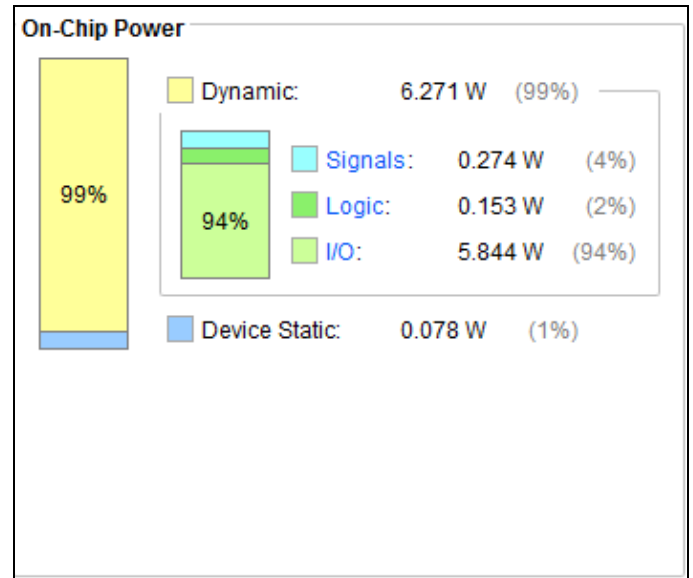 On-Chip Power
99%
Dynamic: 6.271 W (99%)
94%
Signals: 0.274 W (4%)
Logic: 0.153 W (2%)
I/O: 5.844 W (94%)
Device Static: 0.078 W (1%)